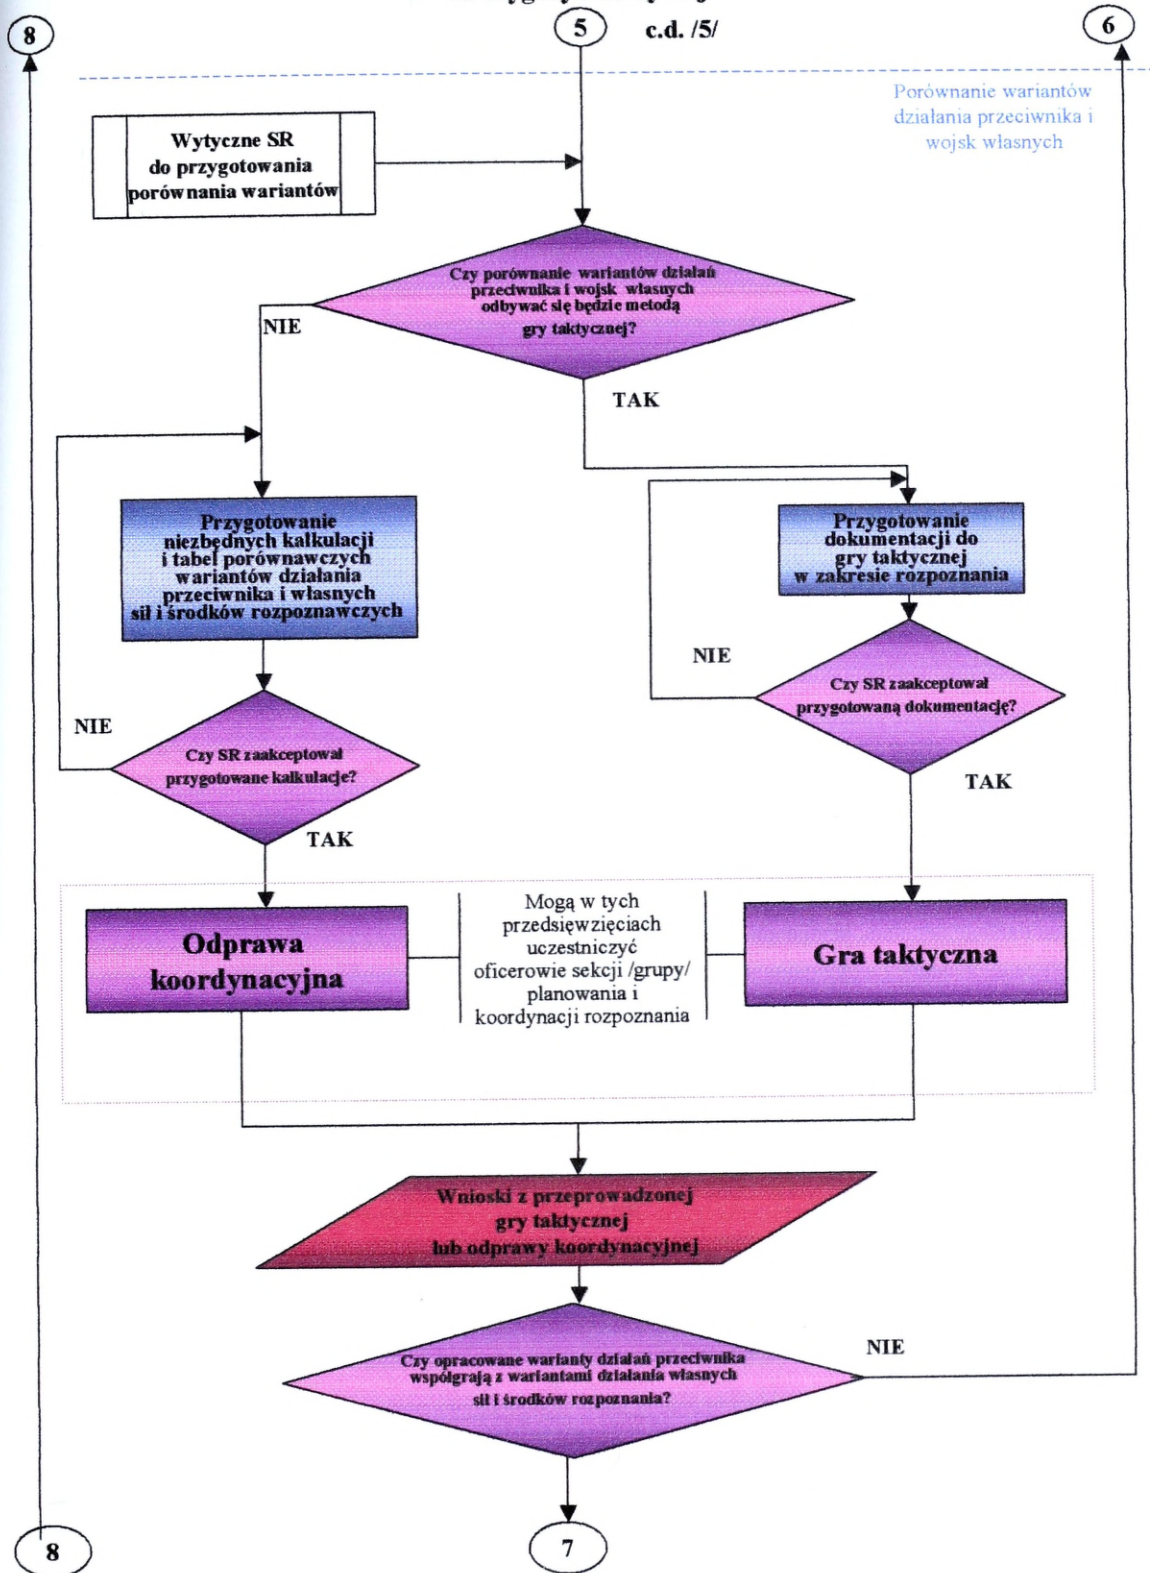 8
5
c.d. /5/
6
Porównanie wariantów
działania przeciwnika i
wojsk własnych
Wytyczne SR
do przygotowania
porównania wariantów
Czy porównanie wariantów działań
przeciwnika i wojsk własnych
odbywać się będzie metodą
gry taktycznej?
NIE
TAK
Przygotowanie
niezbędnych kalkulacji
i tabel porównawczych
wariantów działania
przeciwnika i własnych
sił i środków rozpoznawczych
Przygotowanie
dokumentacji do
gry taktycznej
w zakresie rozpoznania
NIE
Czy SR zaakceptował
przygotowaną dokumentację?
NIE
Czy SR zaakceptował
przygotowane kalkulacje?
TAK
TAK
Odprawa
koordynacyjna
Mogą w tych
przedsięwzięciach
uczestniczyć
oficerowie sekcji /grupy/
planowania i
koordynacji rozpoznania
Gra taktyczna
Wnioski z przeprowadzonej
gry taktycznej
lub odprawy koordynacyjnej
Czy opracowane warianty działań przeciwnika
współgrają z wariantami działania własnych
sił i środków rozpoznania?
NIE
8
7